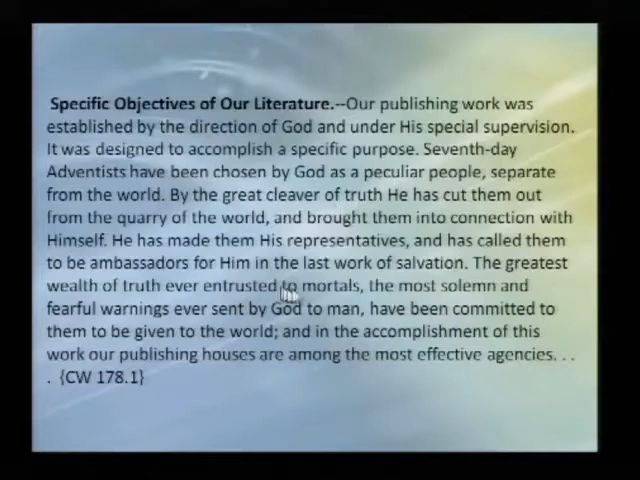 Specific Objectives of Our Literature.--Our publishing work was
established by the direction of God and under His special supervision.
It was designed to accomplish a specific purpose. Seventh-day
Adventists have been chosen by God as a peculiar people, separate
from the world. By the great cleaver of truth He has cut them out
from the quarry of the world, and brought them into connection with
Himself. He has made them His representatives, and has called them
to be ambassadors for Him in the last work of salvation. The greatest
wealth of truth ever entrusted to mortals, the most solemn and
fearful warnings ever sent by God to man, have been committed to
them to be given to the world; and in the accomplishment of this
work our publishing houses are among the most effective agencies. . .
. {CW 178.1}